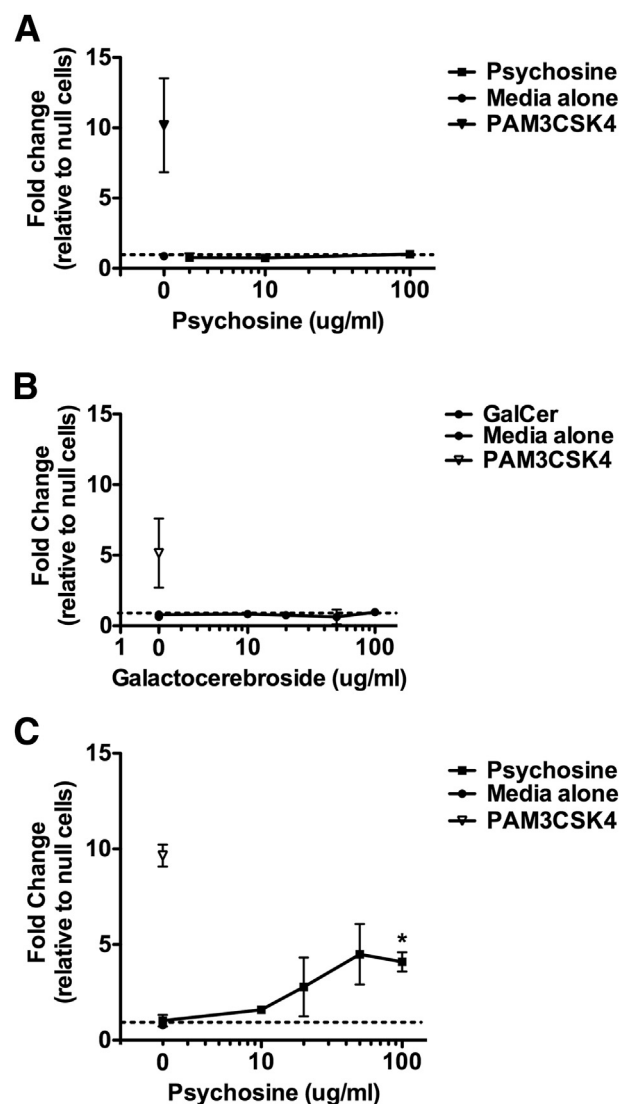 A
15
10
5
0
Fold change
(relative to null cells)
0
10
100
Psychosine (ug/ml)
Psychosine
Media alone
PAM3CSK4
B
15
10
5
0
Fold Change
(relative to null cells)
1
0
10
100
Galactocerebroside (ug/ml)
GalCer
Media alone
PAM3CSK4
C
15
10
5
0
Fold Change
(relative to null cells)
*
0
10
100
Psychosine (ug/ml)
Psychosine
Media alone
PAM3CSK4